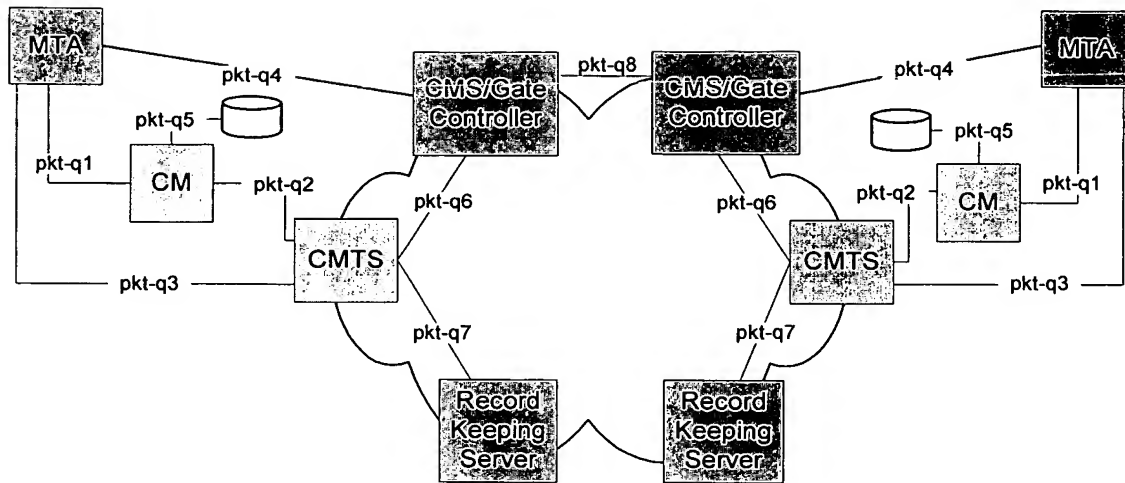 MTA
MTA
pkt-q8
pkt-q4
pkt-q4
CMS/Gate
Controller
CMS/Gate
Controller
pkt-q5
pkt-q5
pkt-q1
CM
pkt-q2
pkt-q6
pkt-q6
pkt-q2
CM
pkt-q1
CMTS
CMTS
pkt-q3
pkt-q3
pkt-q7
pkt-q7
Record
Keeping
Server
Record
Keeping
Server